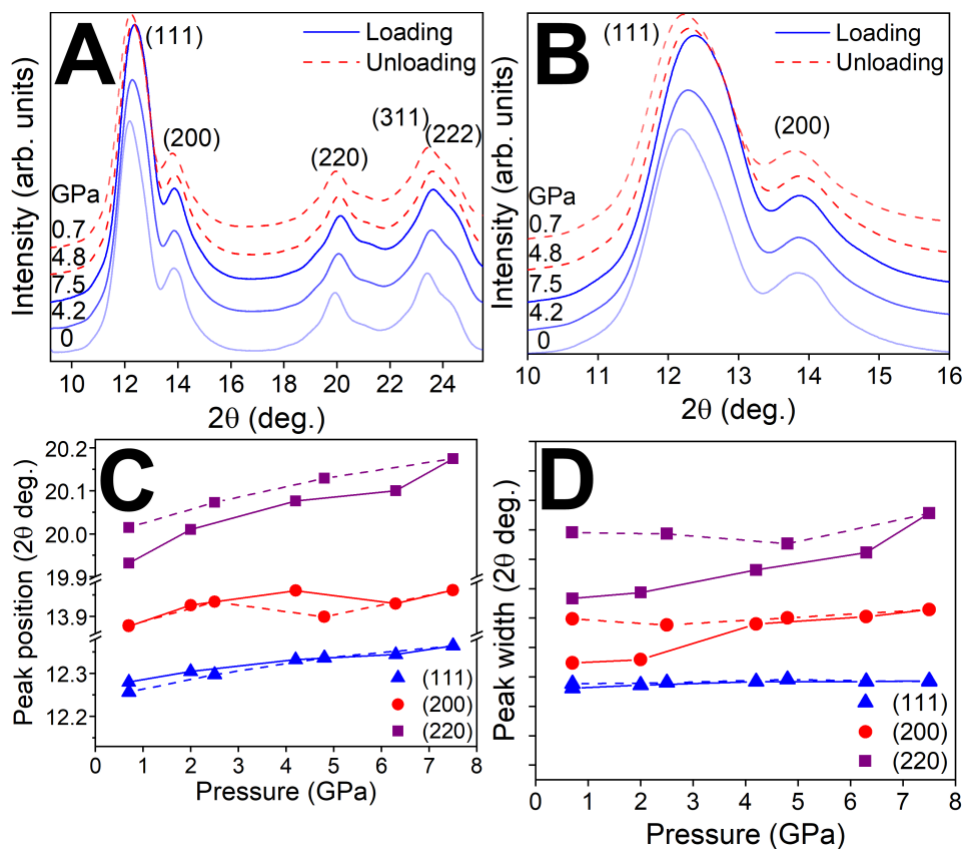 A
(111)
Loading
Unloading
(200)
(220)
(311)
(222)
GPa
0.7
4.8
7.5
4.2
0
Intensity (arb. units)
10 12 14 16 18 20 22 24
2θ (deg.)
B
(111)
Loading
Unloading
(200)
GPa
0.7
4.8
7.5
4.2
0
Intensity (arb. units)
10 11 12 13 14 15 16
2θ (deg.)
C
20.2
20.1
20.0
19.9
13.9
12.3
12.2
Peak position (2θ deg.)
(111)
(200)
(220)
0 1 2 3 4 5 6 7 8
Pressure (GPa)
D
Peak width (2θ deg.)
(111)
(200)
(220)
0 1 2 3 4 5 6 7 8
Pressure (GPa)